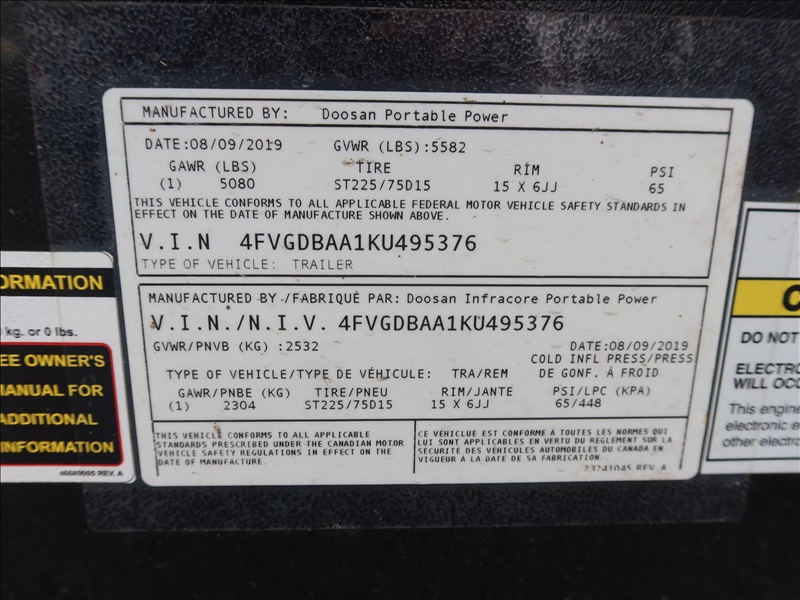 MANUFACTURED BY: Doosan Portable Power
DATE:08/09/2019 GVWR (LBS):5582
GAWR (LBS) TIRE RIM PSI
(1) 5080 ST225/75D15 15 X 6JJ 65
THIS VEHICLE CONFORMS TO ALL APPLICABLE FEDERAL MOTOR VEHICLE SAFETY STANDARDS IN
EFFECT ON THE DATE OF MANUFACTURE SHOWN ABOVE.
V.I.N 4FVGDBAA1KU495376
TYPE OF VEHICLE: TRAILER
MANUFACTURED BY /FABRIQUÉ PAR: Doosan Infracore Portable Power
V.I.N./N.I.V. 4FVGDBAA1KU495376
GVWR/PNVB (KG) :2532 DATE:08/09/2019
COLD INFL PRESS/PRESS
TYPE OF VEHICLE/TYPE DE VÉHICULE: TRA/REM DE GONF. À FROID
GAWR/PNBE (KG) TIRE/PNEU RIM/JANTE PSI/LPC (KPA)
(1) 2304 ST225/75D15 15 X 6JJ 65/448
THIS VEHICLE CONFORMS TO ALL APPLICABLE
STANDARDS PRESCRIBED UNDER THE CANADIAN MOTOR
VEHICLE SAFETY REGULATIONS IN EFFECT ON THE
DATE OF MANUFACTURE.
CE VÉHICLUE EST CONFORME À TOUTES LES NORMES QUI
LUI SONT APPLICABLES EN VERTU DU REGLEMENT SUR LA
SÉCURITÉ DES VÉHICULES AUTOMOBILES DU CANADA EN
VIGUEUR A LA DATE DE SA FABRICATION.
23241045 REV A
ORMATION
kg. or 0 lbs.
EE OWNER'S
MANUAL FOR
ADDITIONAL
INFORMATION
46689665 REV. A
C
DO NOT
ELECTRO
WILL OCC
This engine
electronic e
other electro